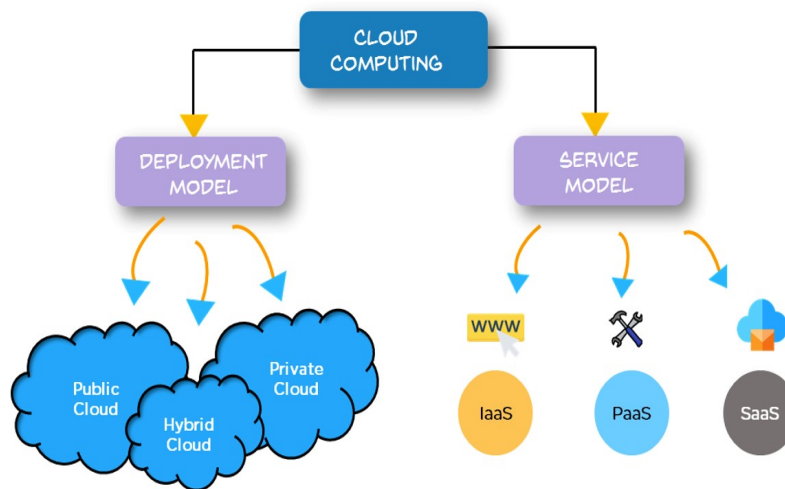 CLOUD
COMPUTING
DEPLOYMENT
MODEL
SERVICE
MODEL
Public
Cloud
Hybrid
Cloud
Private
Cloud
WWW
IaaS
PaaS
SaaS